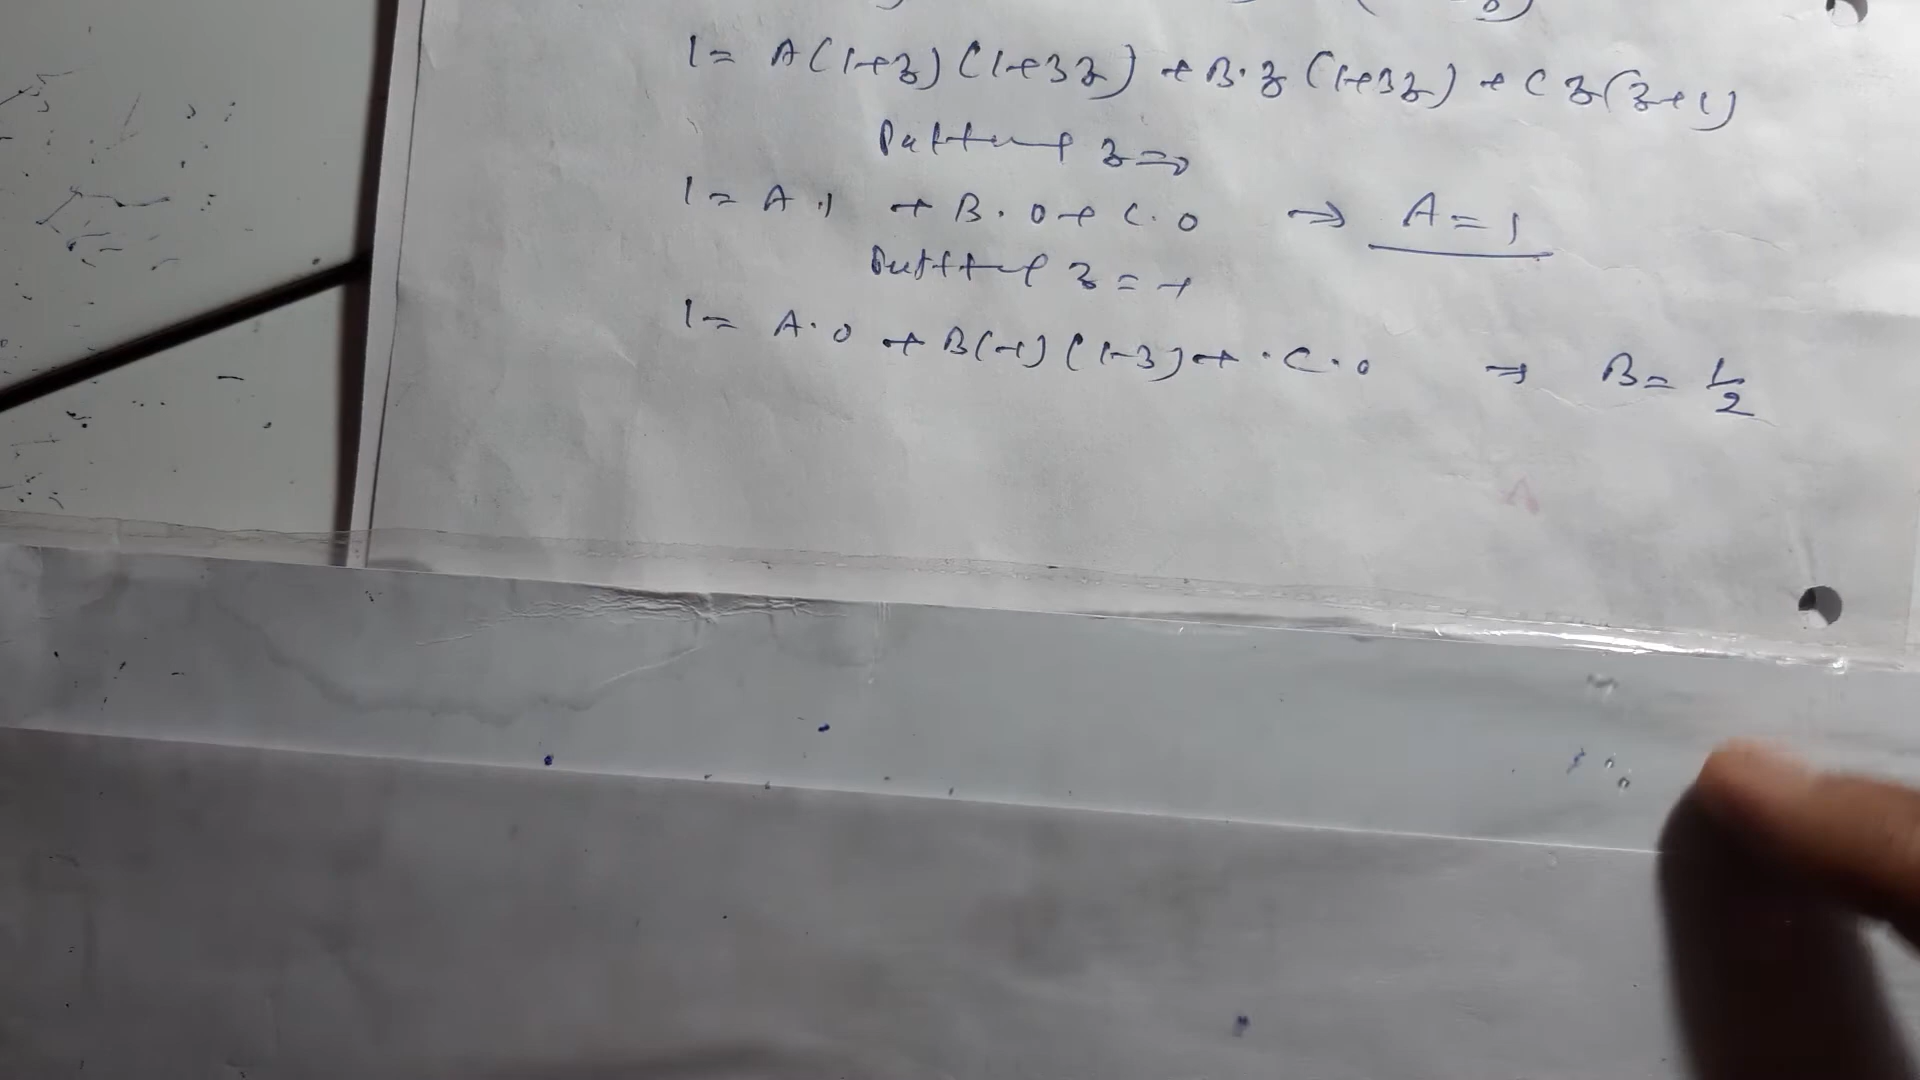 1 = A(1+z)(1+3z) + B·z(1+3z) + Cz(z+1)
Putting z=0
1 = A.1 + B.0 + C.0 ⇒ A=1
Putting z=-1
1 = A.0 + B(-1)(1-3) + .C.0 ⇒ B= 1/2